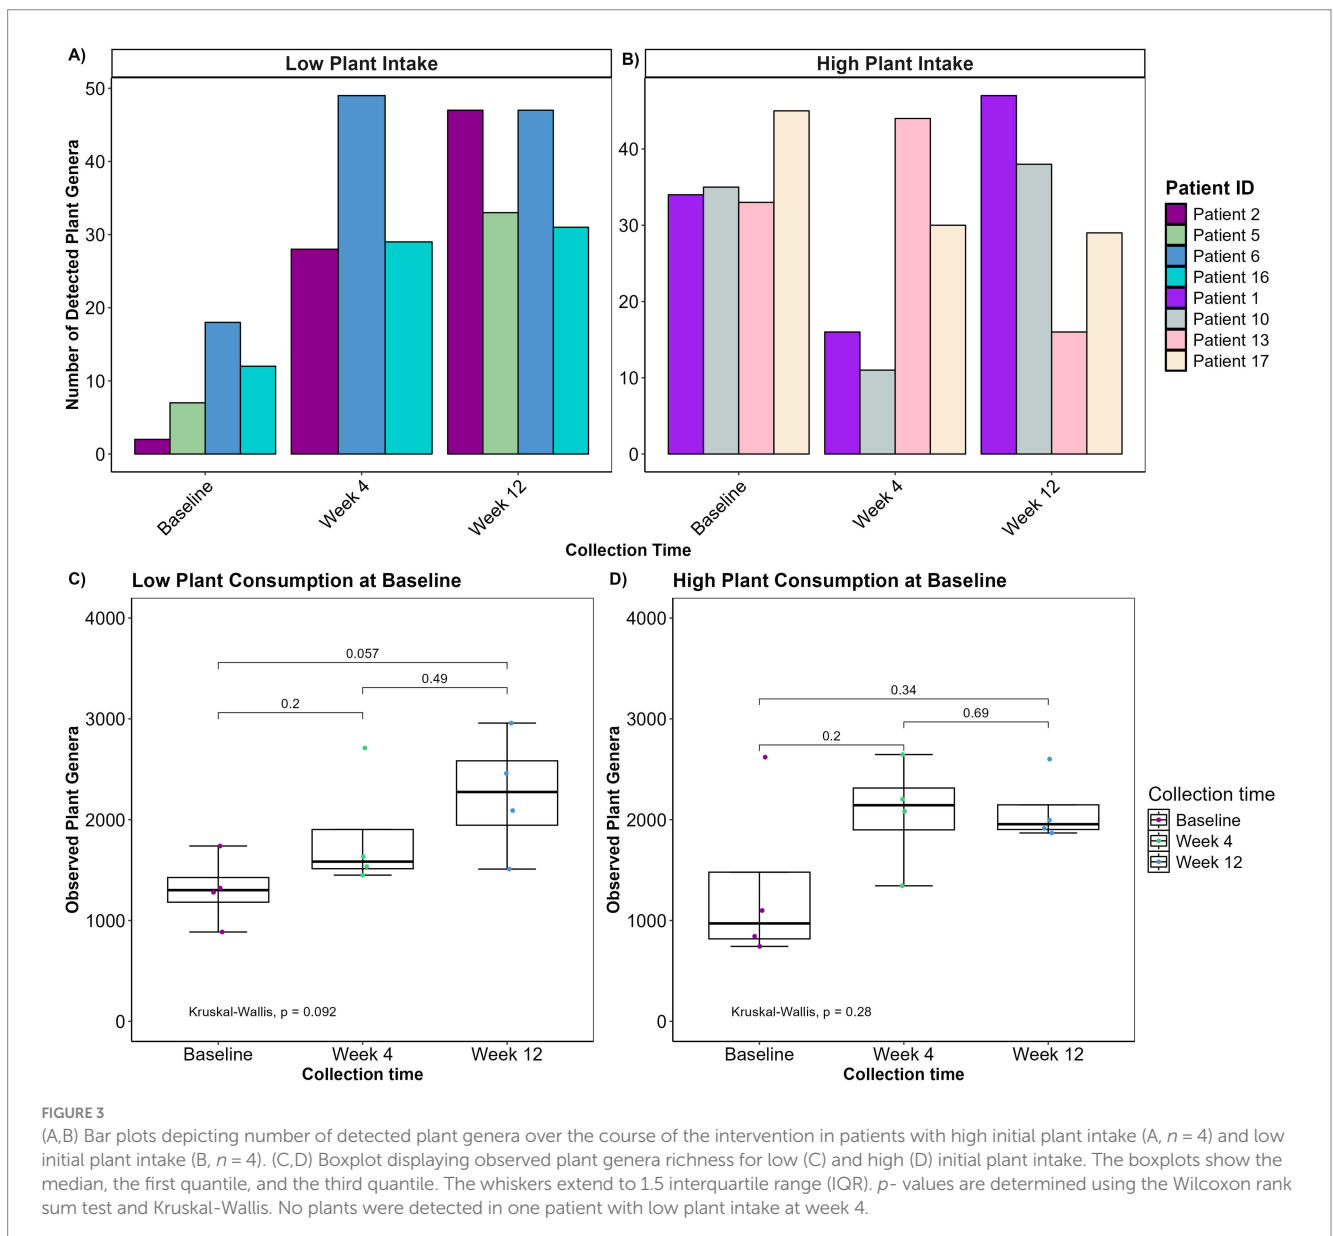 A)
Low Plant Intake
B)
High Plant Intake
Number of Detected Plant Genera
50
40
30
20
10
0
40
30
20
10
0
Baseline
Week 4
Week 12
Baseline
Week 4
Week 12
Collection Time
Patient ID
Patient 2
Patient 5
Patient 6
Patient 16
Patient 1
Patient 10
Patient 13
Patient 17
C)
Low Plant Consumption at Baseline
Observed Plant Genera
4000
3000
2000
1000
0
0.057
0.49
0.2
Kruskal-Wallis, p = 0.092
Baseline
Week 4
Week 12
Collection time
D)
High Plant Consumption at Baseline
Observed Plant Genera
4000
3000
2000
1000
0
0.34
0.69
0.2
Kruskal-Wallis, p = 0.28
Baseline
Week 4
Week 12
Collection time
Collection time
Baseline
Week 4
Week 12
FIGURE 3
(A,B) Bar plots depicting number of detected plant genera over the course of the intervention in patients with high initial plant intake (A, n = 4) and low
initial plant intake (B, n = 4). (C,D) Boxplot displaying observed plant genera richness for low (C) and high (D) initial plant intake. The boxplots show the
median, the first quantile, and the third quantile. The whiskers extend to 1.5 interquartile range (IQR). p- values are determined using the Wilcoxon rank
sum test and Kruskal-Wallis. No plants were detected in one patient with low plant intake at week 4.